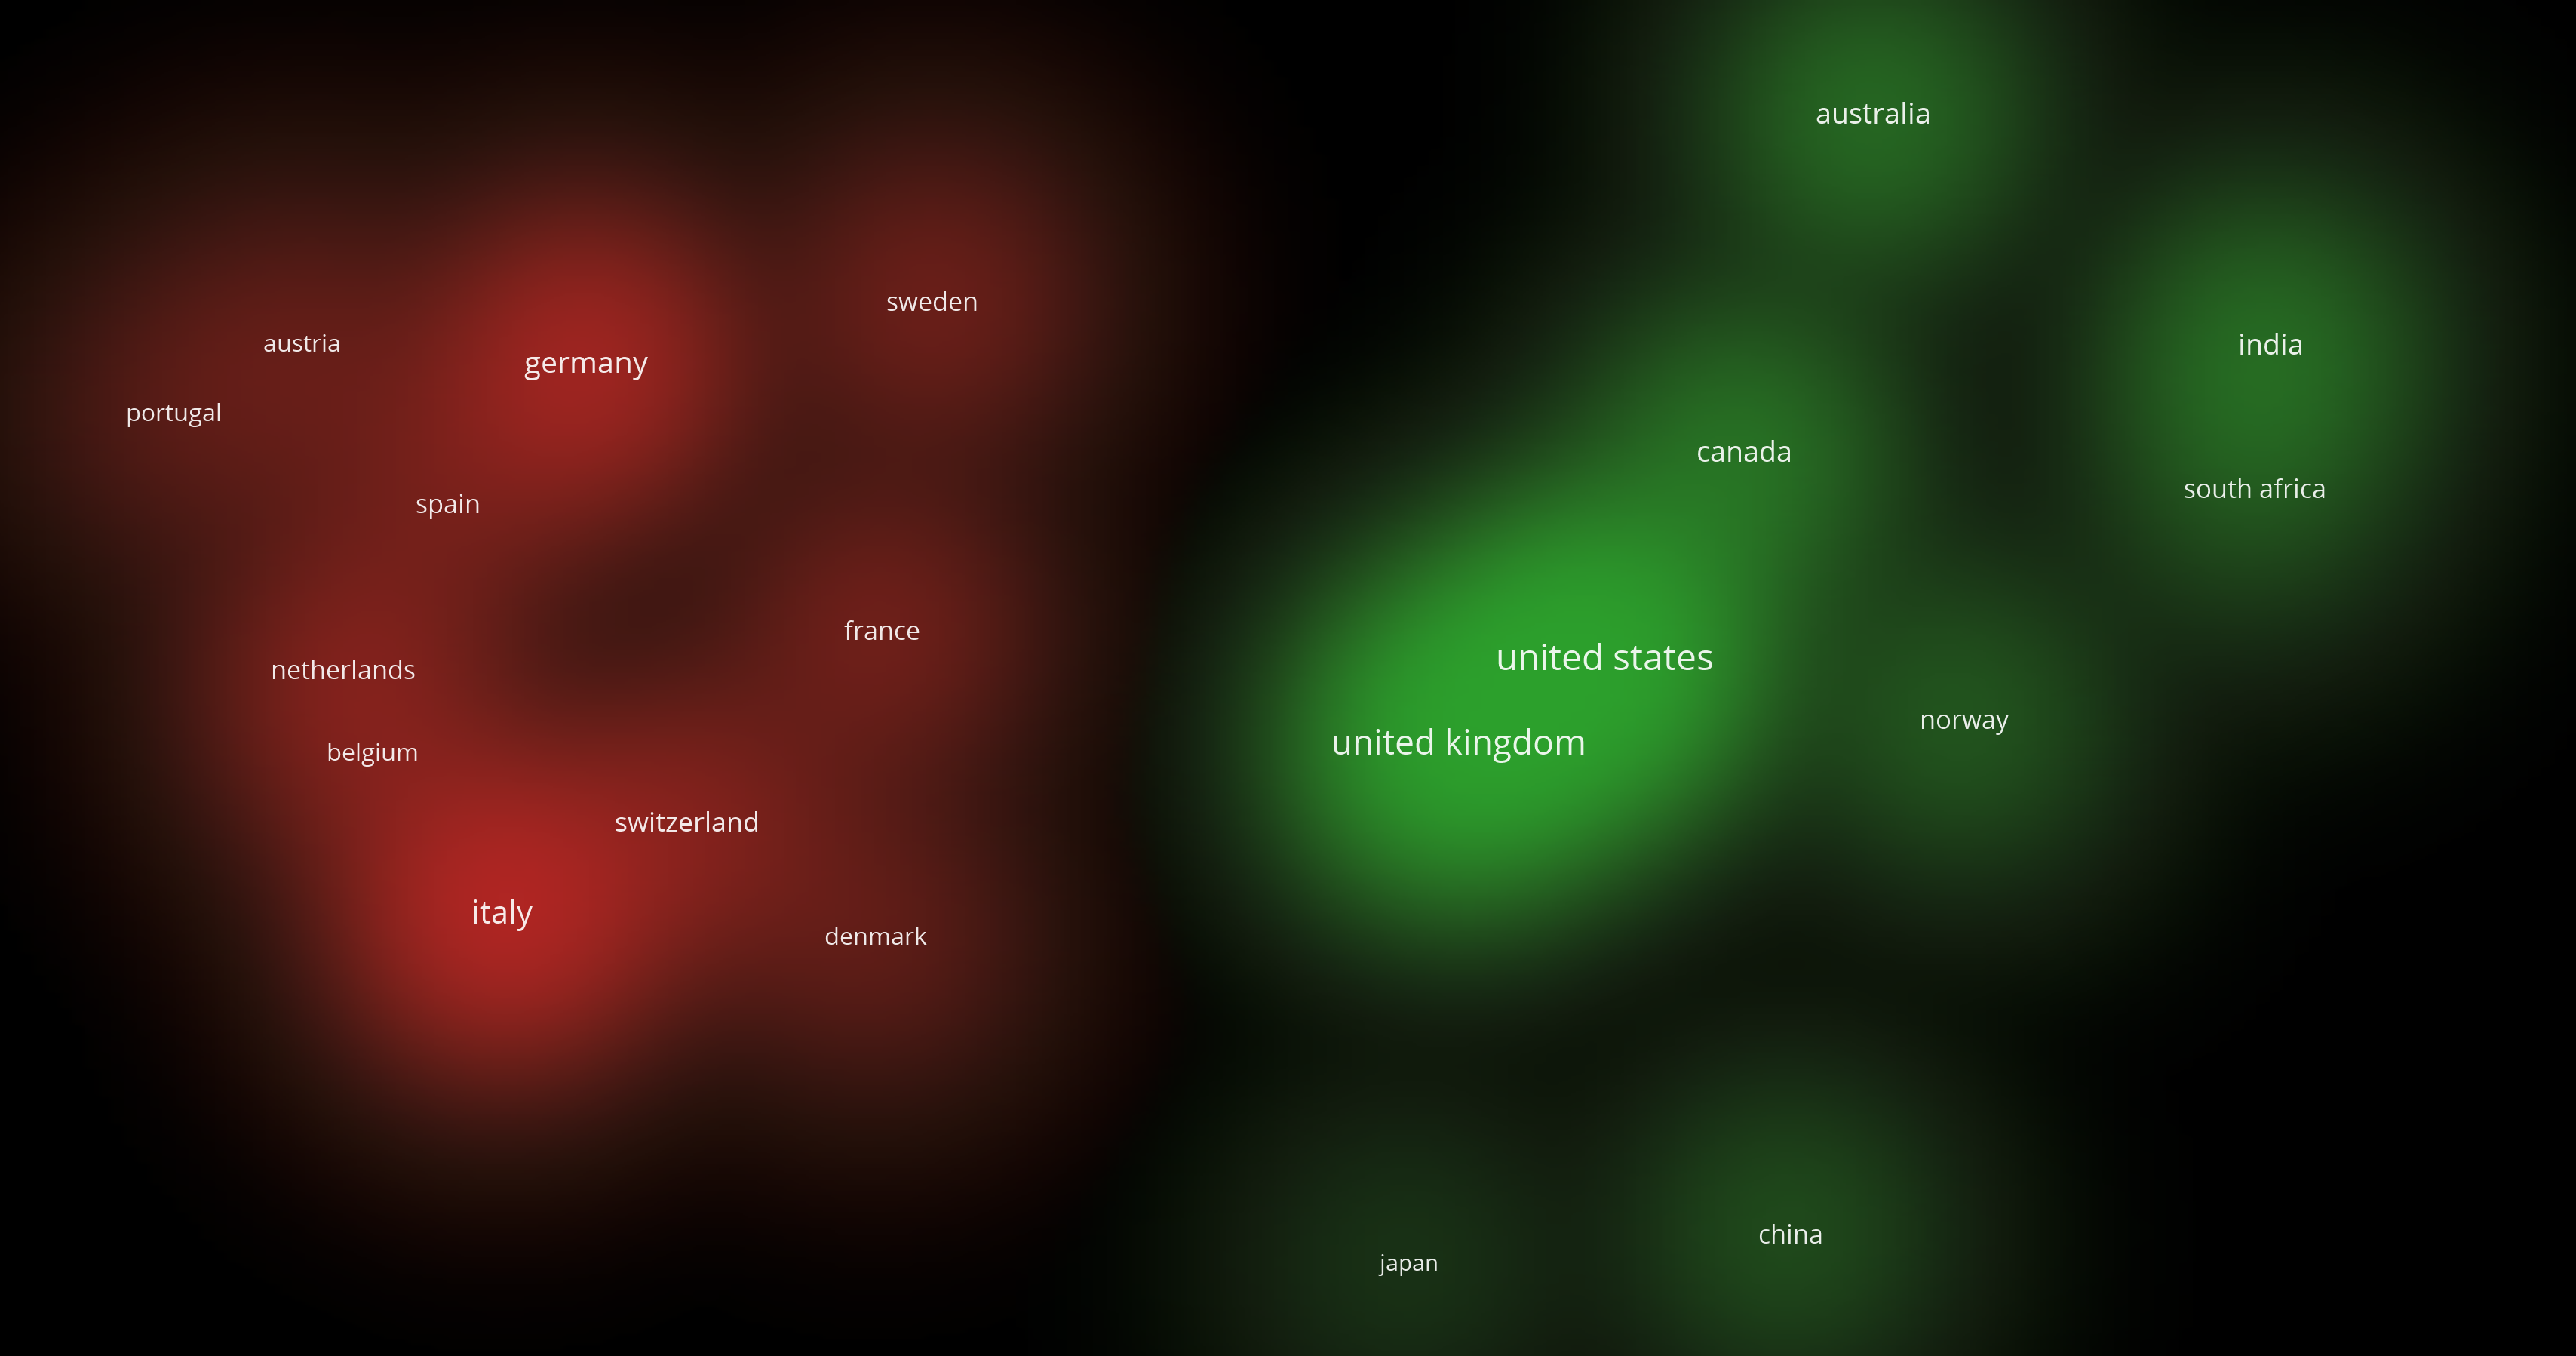 australia
sweden
austria
germany
india
portugal
canada
spain
south africa
france
united states
netherlands
norway
united kingdom
belgium
switzerland
italy
denmark
china
japan